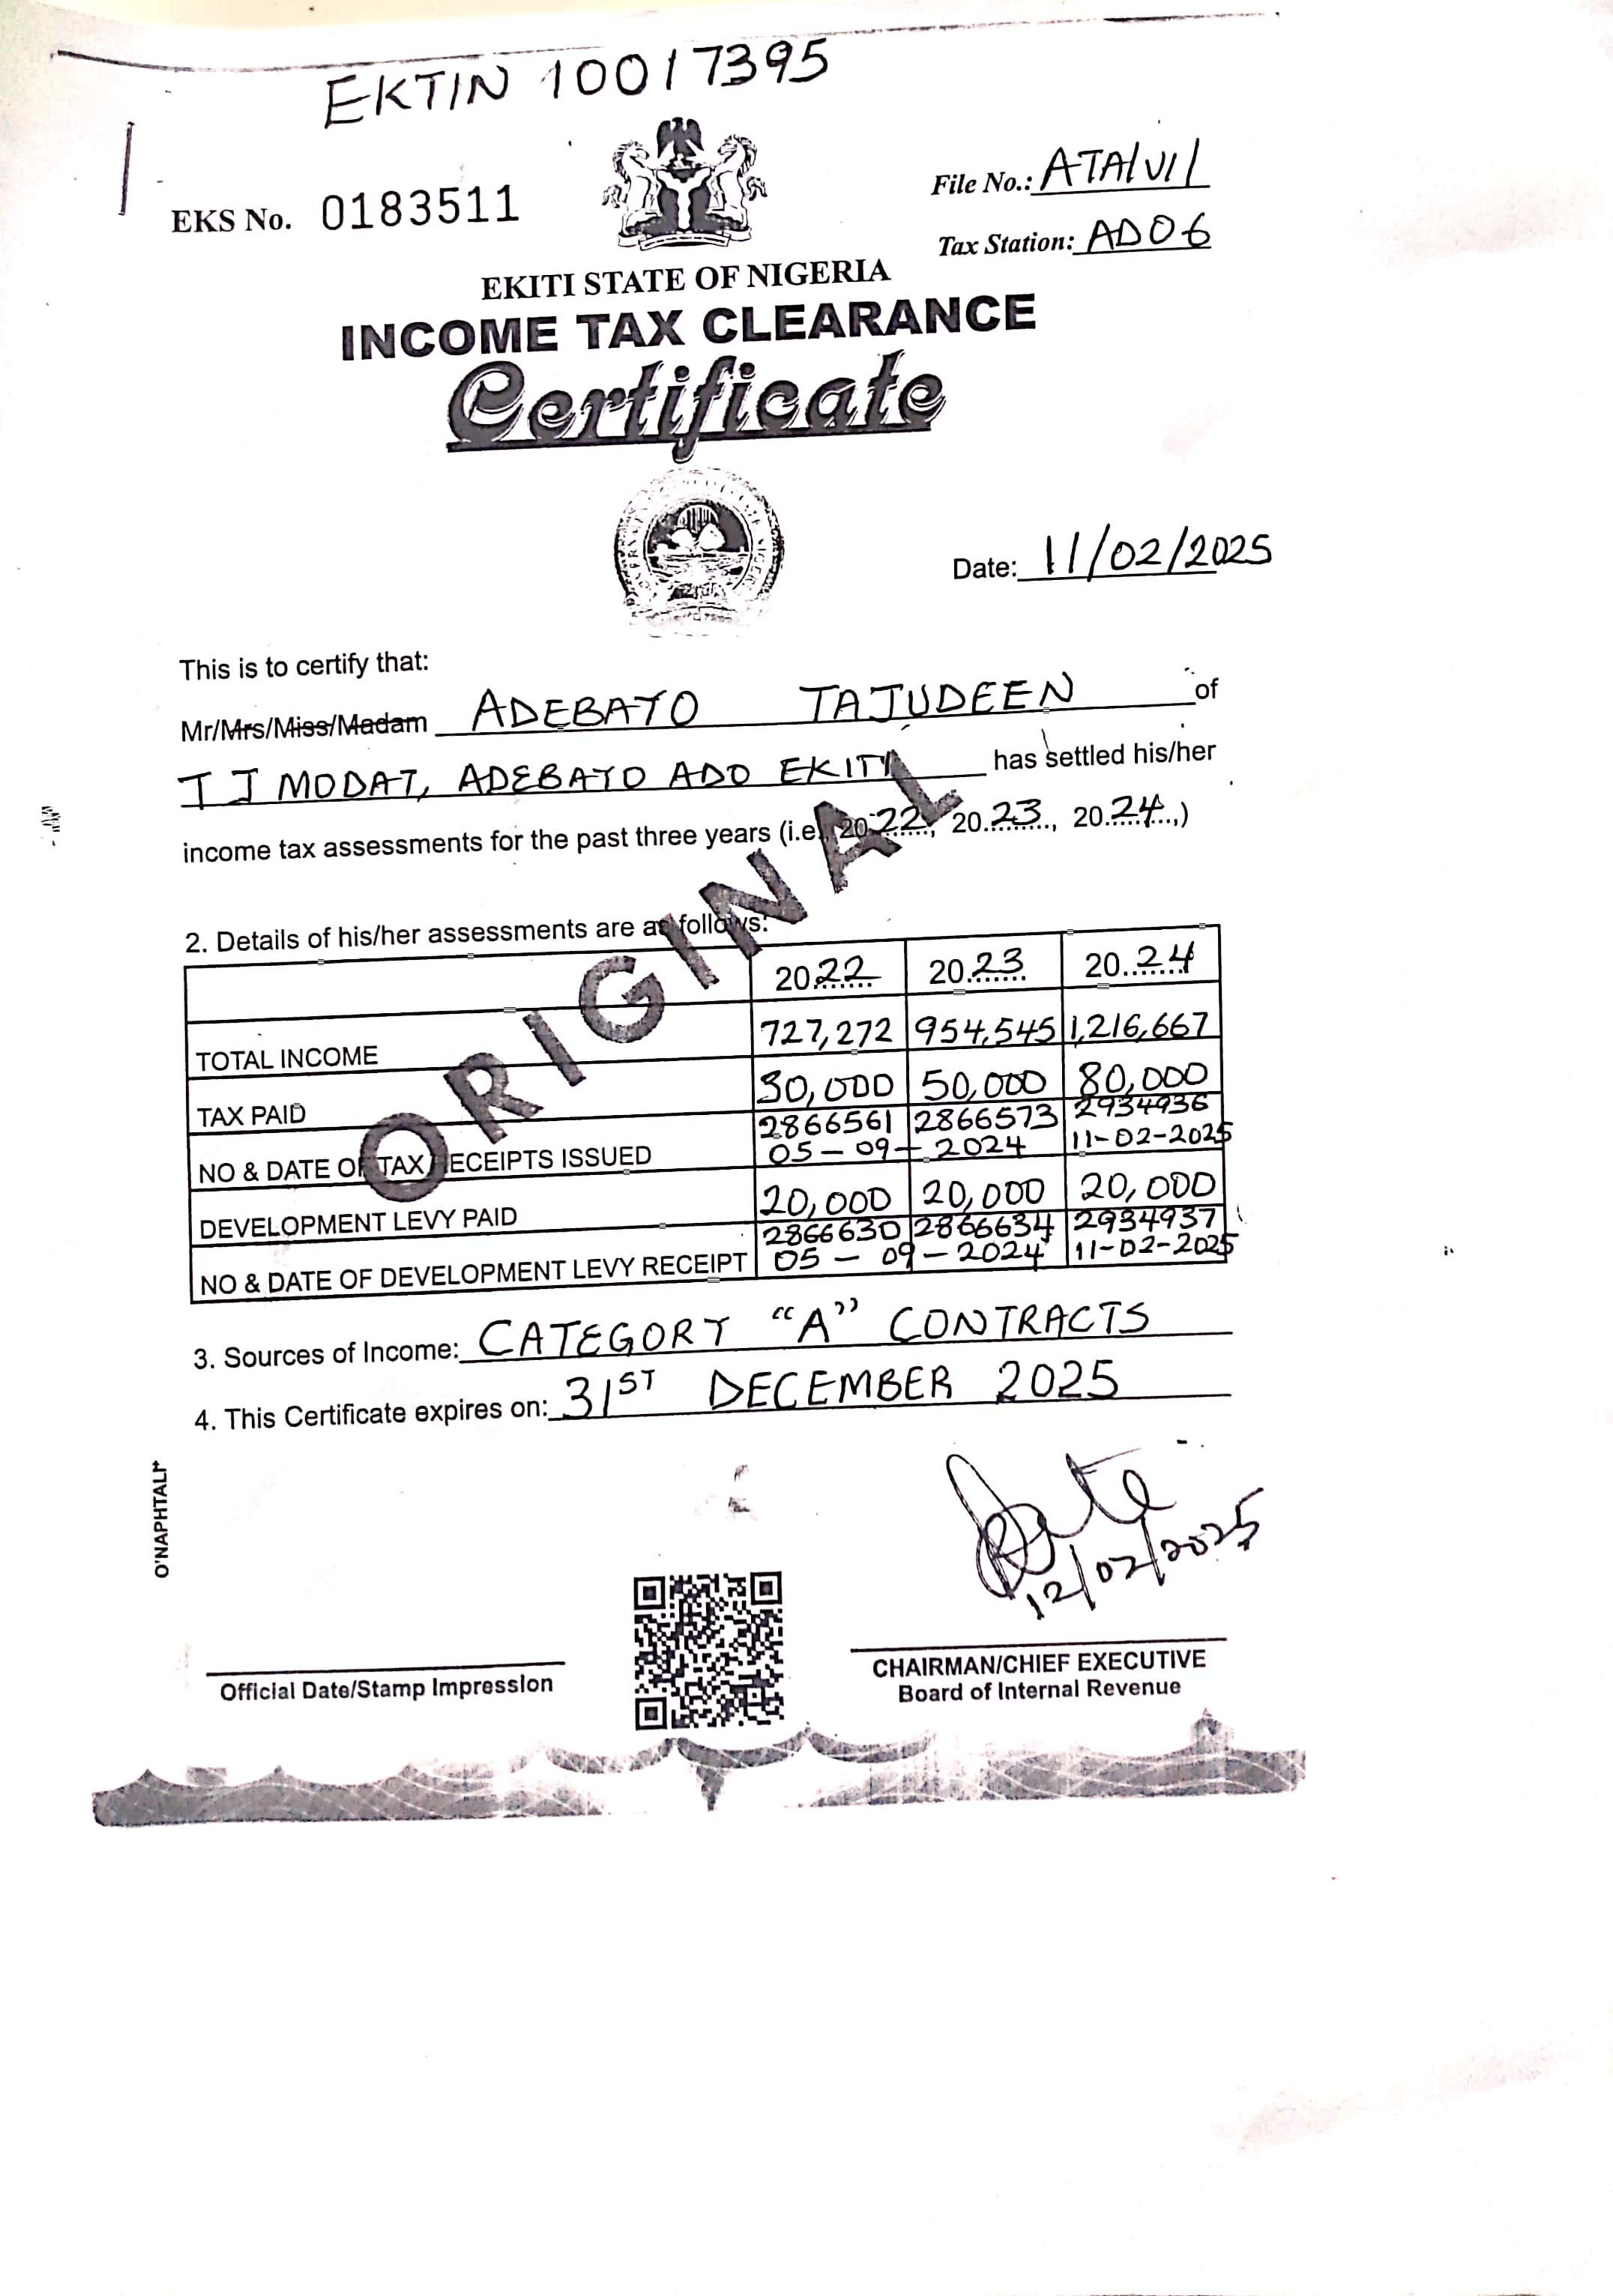 EKTIN 10017395
EKS No. 0183511
File No.: ATA/VI/
Tax Station: ADO 6
EKITI STATE OF NIGERIA
INCOME TAX CLEARANCE
Certificate
Date: 11/02/2025
This is to certify that:
Mr/Mrs/Miss/Madam ADEBAYO TAJUDEEN of
T J MODAT, ADEBAYO ADO EKITI has settled his/her
income tax assessments for the past three years (i.e. 2022, 2023, 2024,)
ORIGINAL
2. Details of his/her assessments are as follows:
2022 2023 2024
TOTAL INCOME 727,272 954,545 1,216,667
TAX PAID 30,000 50,000 80,000
NO & DATE OF TAX RECEIPTS ISSUED 2866561 2866573 2934936
05-09-2024 11-02-2025
DEVELOPMENT LEVY PAID 20,000 20,000 20,000
NO & DATE OF DEVELOPMENT LEVY RECEIPT 2866630 2866634 2934937
05-09-2024 11-02-2025
3. Sources of Income: CATEGORY "A" CONTRACTS
4. This Certificate expires on: 31ST DECEMBER 2025
O'NAPHTALI
12/02/2025
Official Date/Stamp Impression
CHAIRMAN/CHIEF EXECUTIVE
Board of Internal Revenue